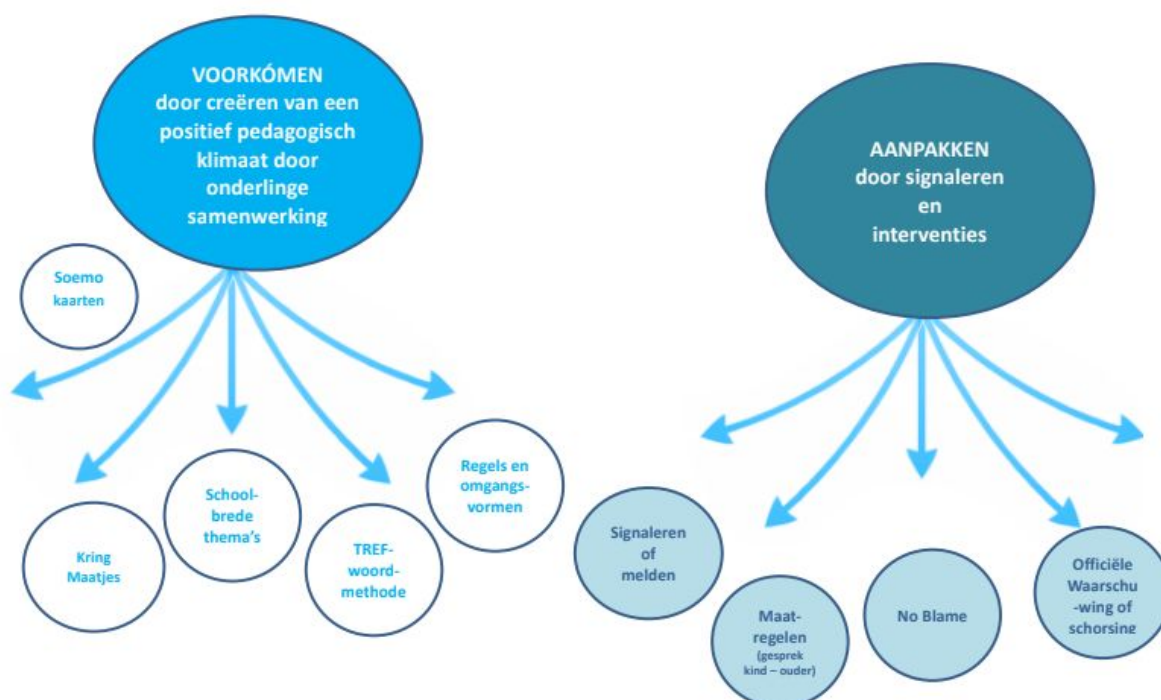 VOORKÓMEN
door creëren van een
positief pedagogisch
klimaat door
onderlinge
samenwerking
AANPAKKEN
door signaleren
en
interventies
Soemo
kaarten
Kring
Maatjes
School-
brede
thema's
TREF-
woord-
methode
Regels en
omgangs-
vormen
Signaleren
of
melden
Maat-
regelen
(gesprek
kind – ouder)
No Blame
Officiële
Waarschu
-wing of
schorsing